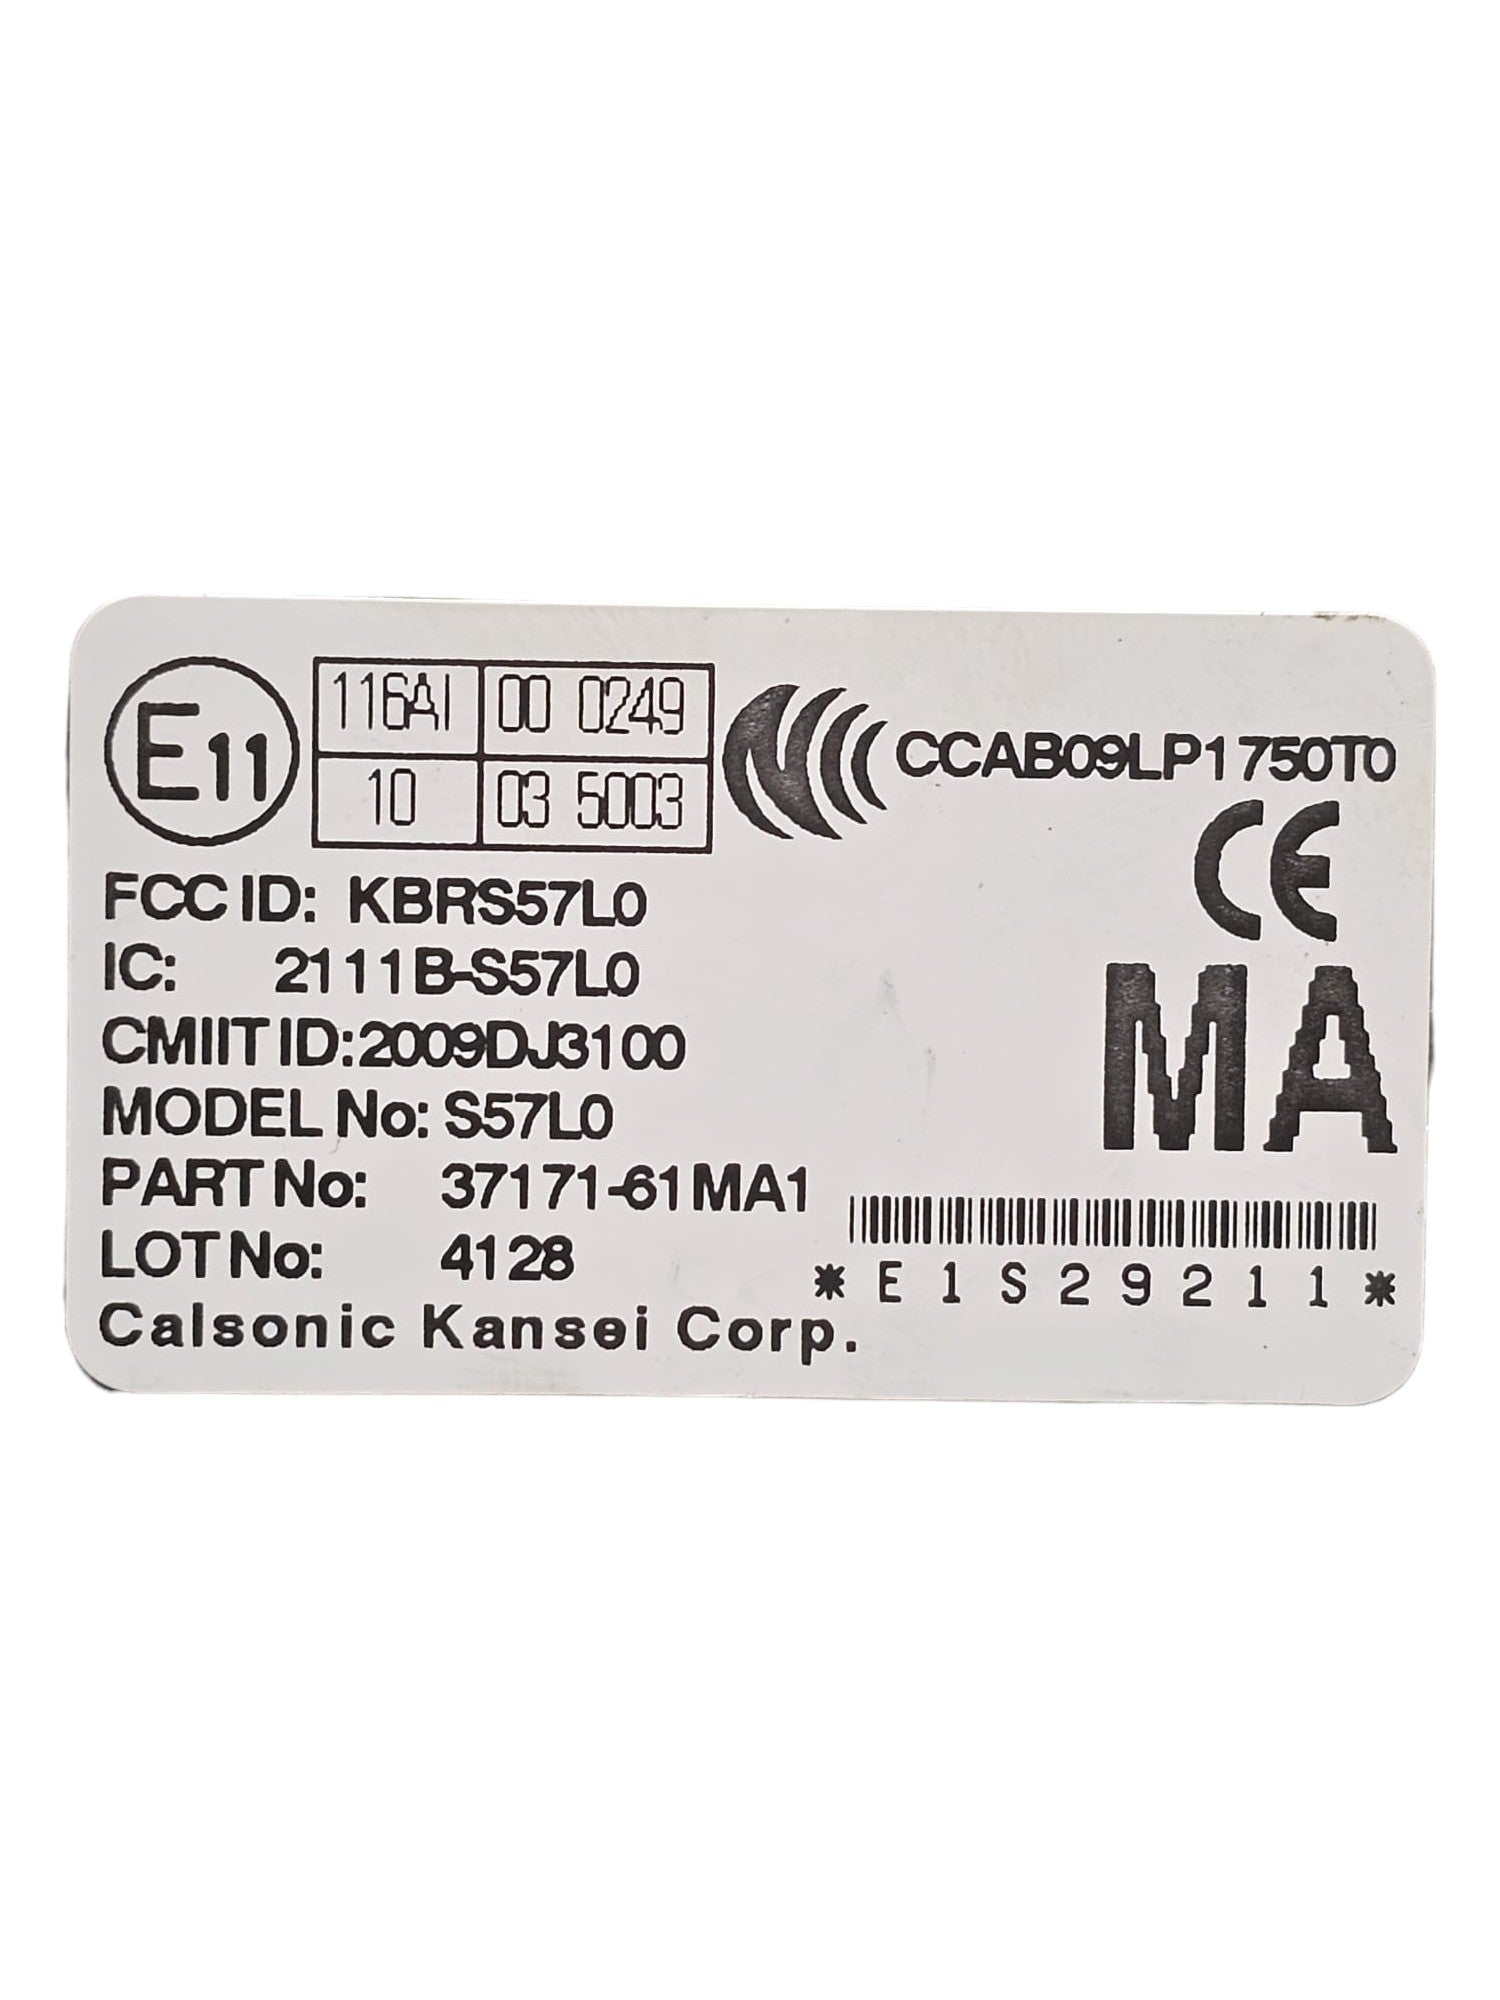 E11 116AI 00 0249
10 03 5003
CCAB09LP1750T0
CE
FCC ID: KBRS57L0
IC: 2111B-S57L0
CMIIT ID:2009DJ3100
MODEL No: S57L0
MA
PART No: 37171-61MA1
LOT No: 4128
*E1S29211*
Calsonic Kansei Corp.